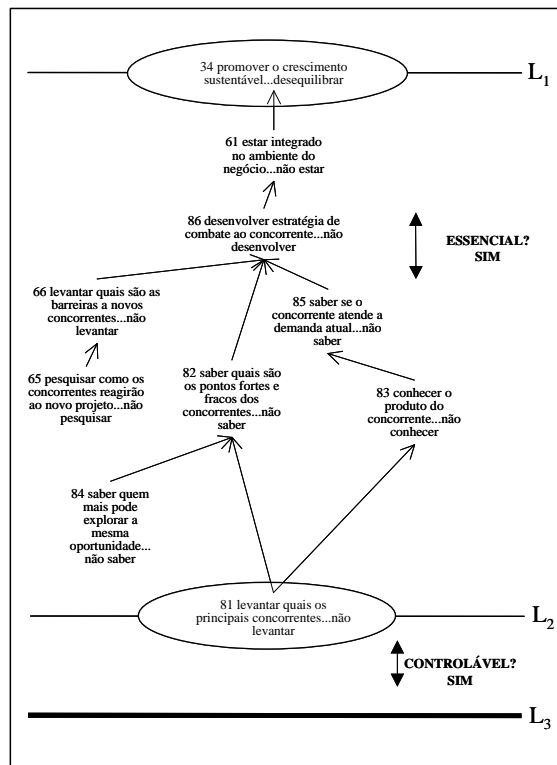 34 promover o crescimento
sustentável...desequilibrar
L1
61 estar integrado
no ambiente do
negócio...não estar
86 desenvolver estratégia de
combate ao concorrente...não
desenvolver
ESSENCIAL?
SIM
66 levantar quais são as
barreiras a novos
concorrentes...não
levantar
85 saber se o
concorrente atende a
demanda atual...não
saber
65 pesquisar como os
concorrentes reagirão
ao novo projeto...não
pesquisar
82 saber quais são
os pontos fortes e
fracos dos
concorrentes...não
saber
83 conhecer o
produto do
concorrente...não
conhecer
84 saber quem
mais pode
explorar a
mesma
oportunidade...
não saber
81 levantar quais os
principais concorrentes...não
levantar
L2
CONTROLÁVEL?
SIM
L3